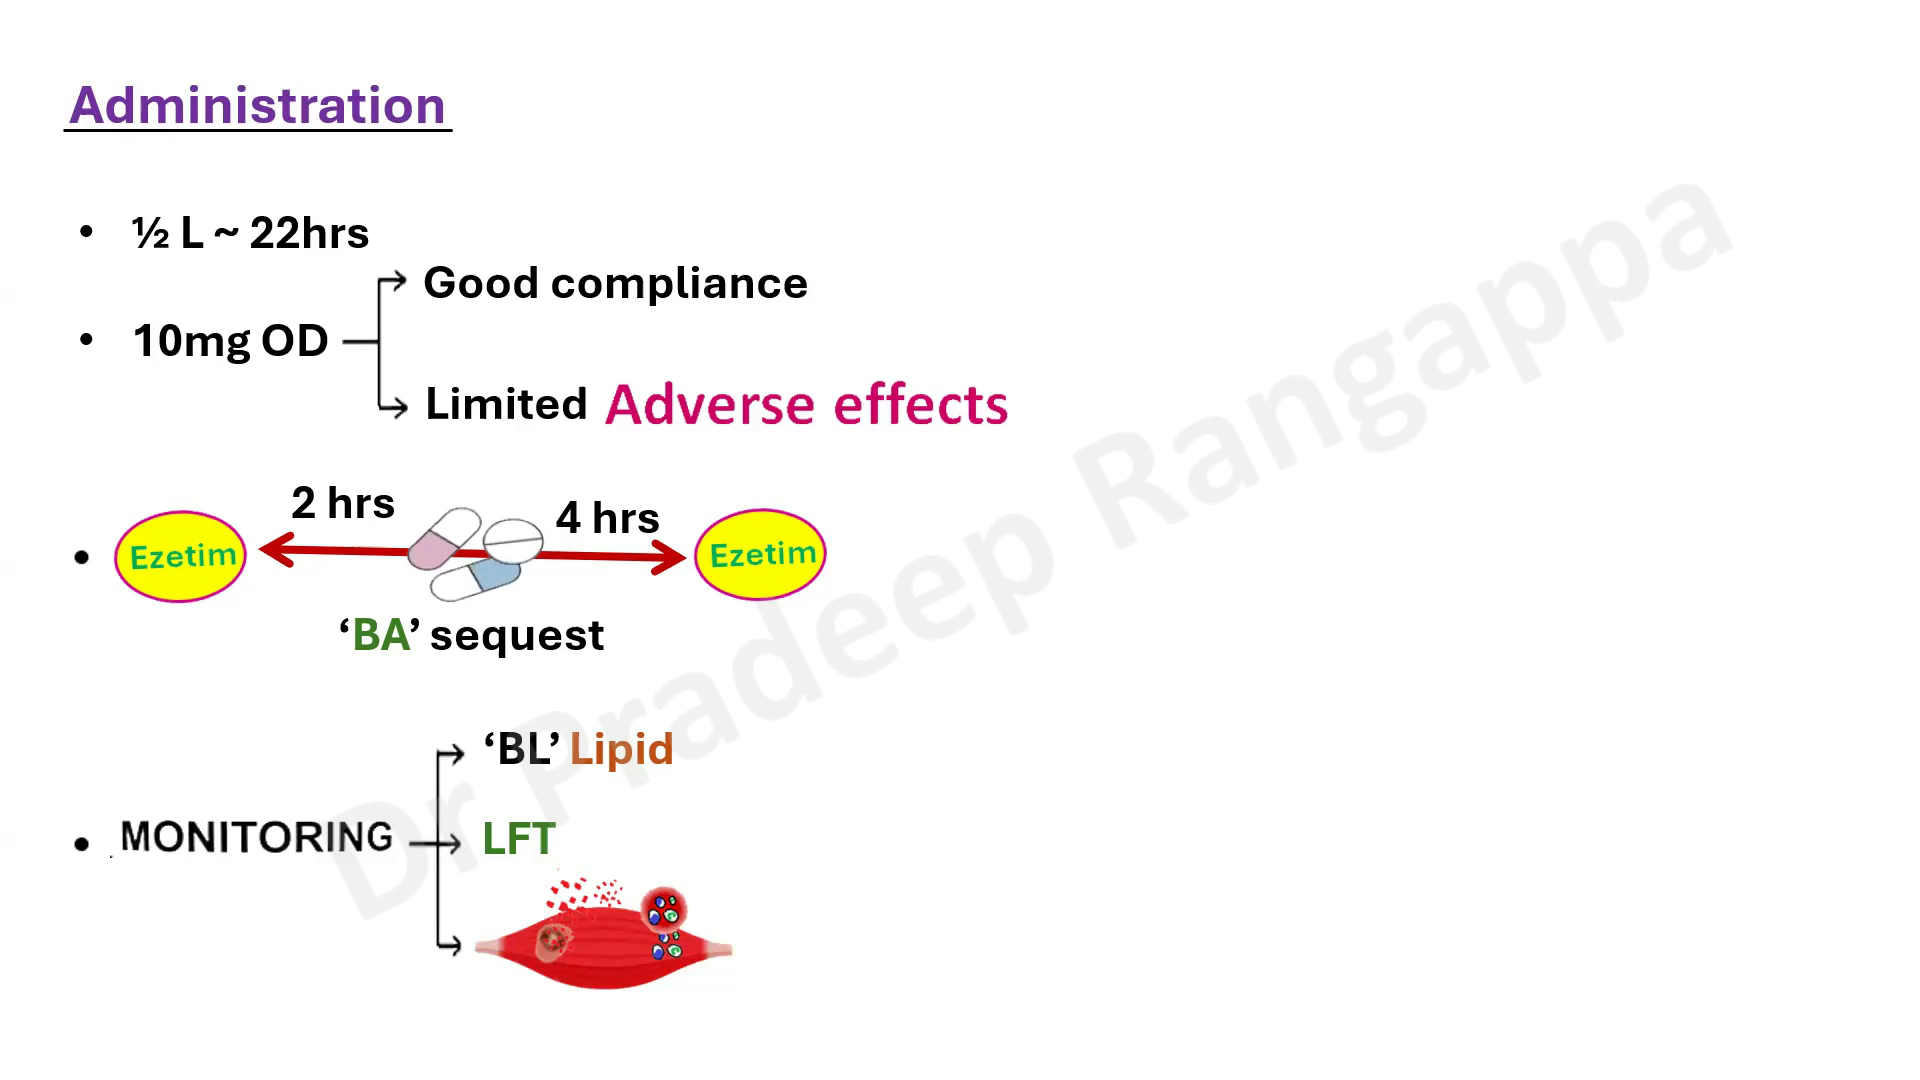 Administration
• ½ L ~ 22hrs
Good compliance
• 10mg OD
Limited Adverse effects
2 hrs
4 hrs
• Ezetim
Ezetim
‘BA’ sequest
‘BL’ Lipid
• MONITORING
LFT
Dr Pradeep Rangappa